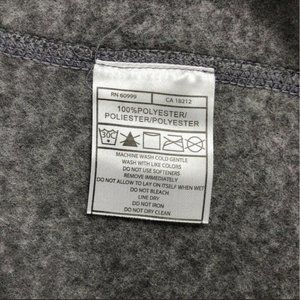 RN 60999 CA 18212
100%POLYESTER/
POLIESTER/POLYESTER
30C
MACHINE WASH COLD GENTLE
WASH WITH LIKE COLORS
DO NOT USE SOFTENERS
REMOVE IMMEDIATELY
DO NOT ALLOW TO LAY ON ITSELF WHEN WET
DO NOT BLEACH
LINE DRY
DO NOT IRON
DO NOT DRY CLEAN